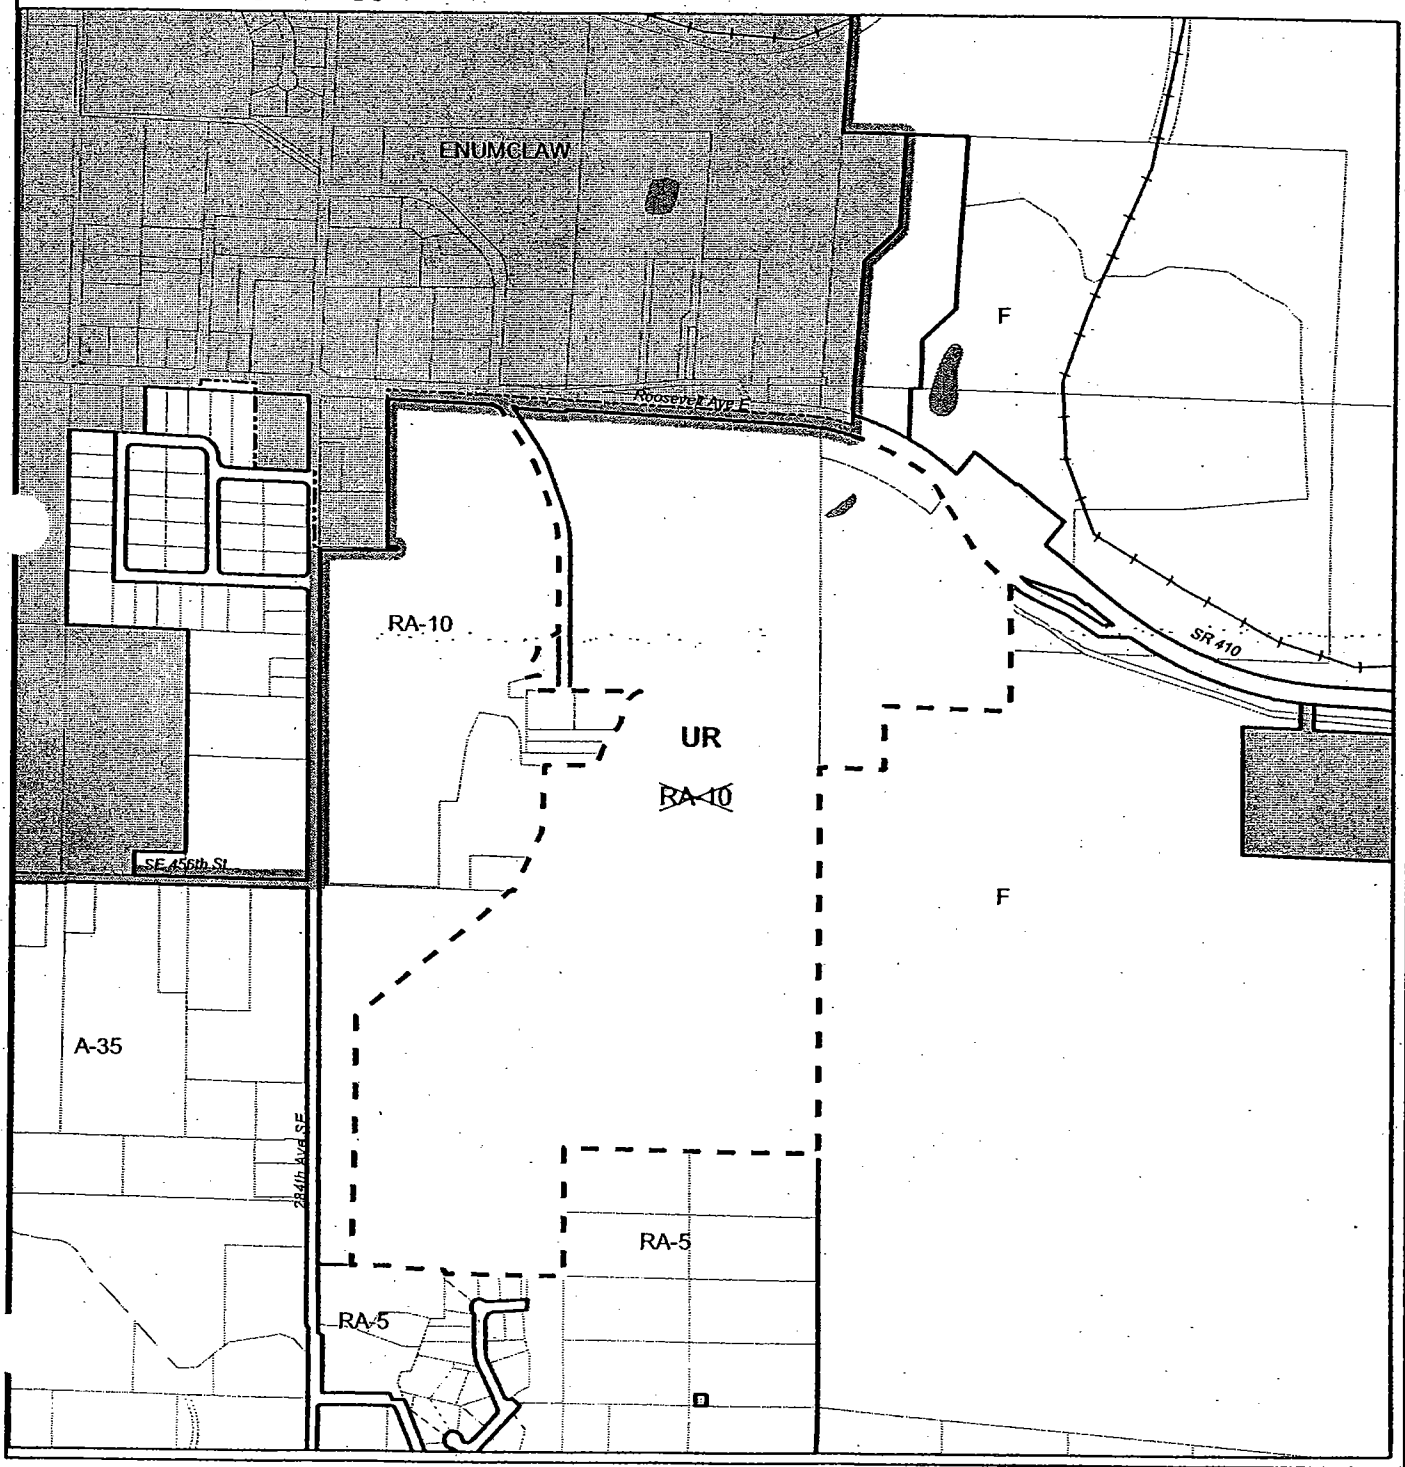 ENUMCLAW
F
Roosevelt Ave E
RA-10
SR 410
UR
RA-10
SE 456th St
F
A-35
284th Ave SE
RA-5
RA-5